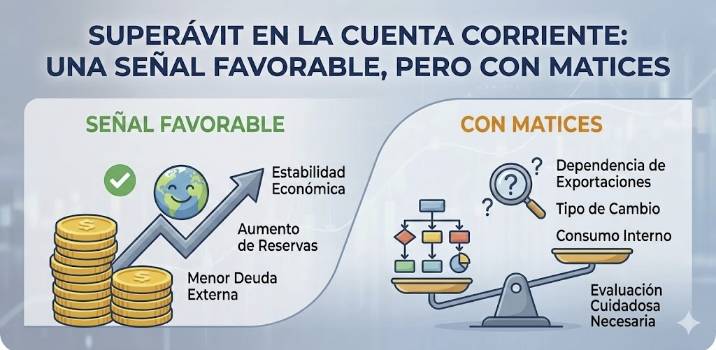 SUPERÁVIT EN LA CUENTA CORRIENTE:
UNA SEÑAL FAVORABLE, PERO CON MATICES
SEÑAL FAVORABLE
Estabilidad
Económica
Aumento
de Reservas
Menor Deuda
Externa
CON MATICES
Dependencia de
Exportaciones
Tipo de Cambio
Consumo Interno
Evaluación
Cuidadosa
Necesaria